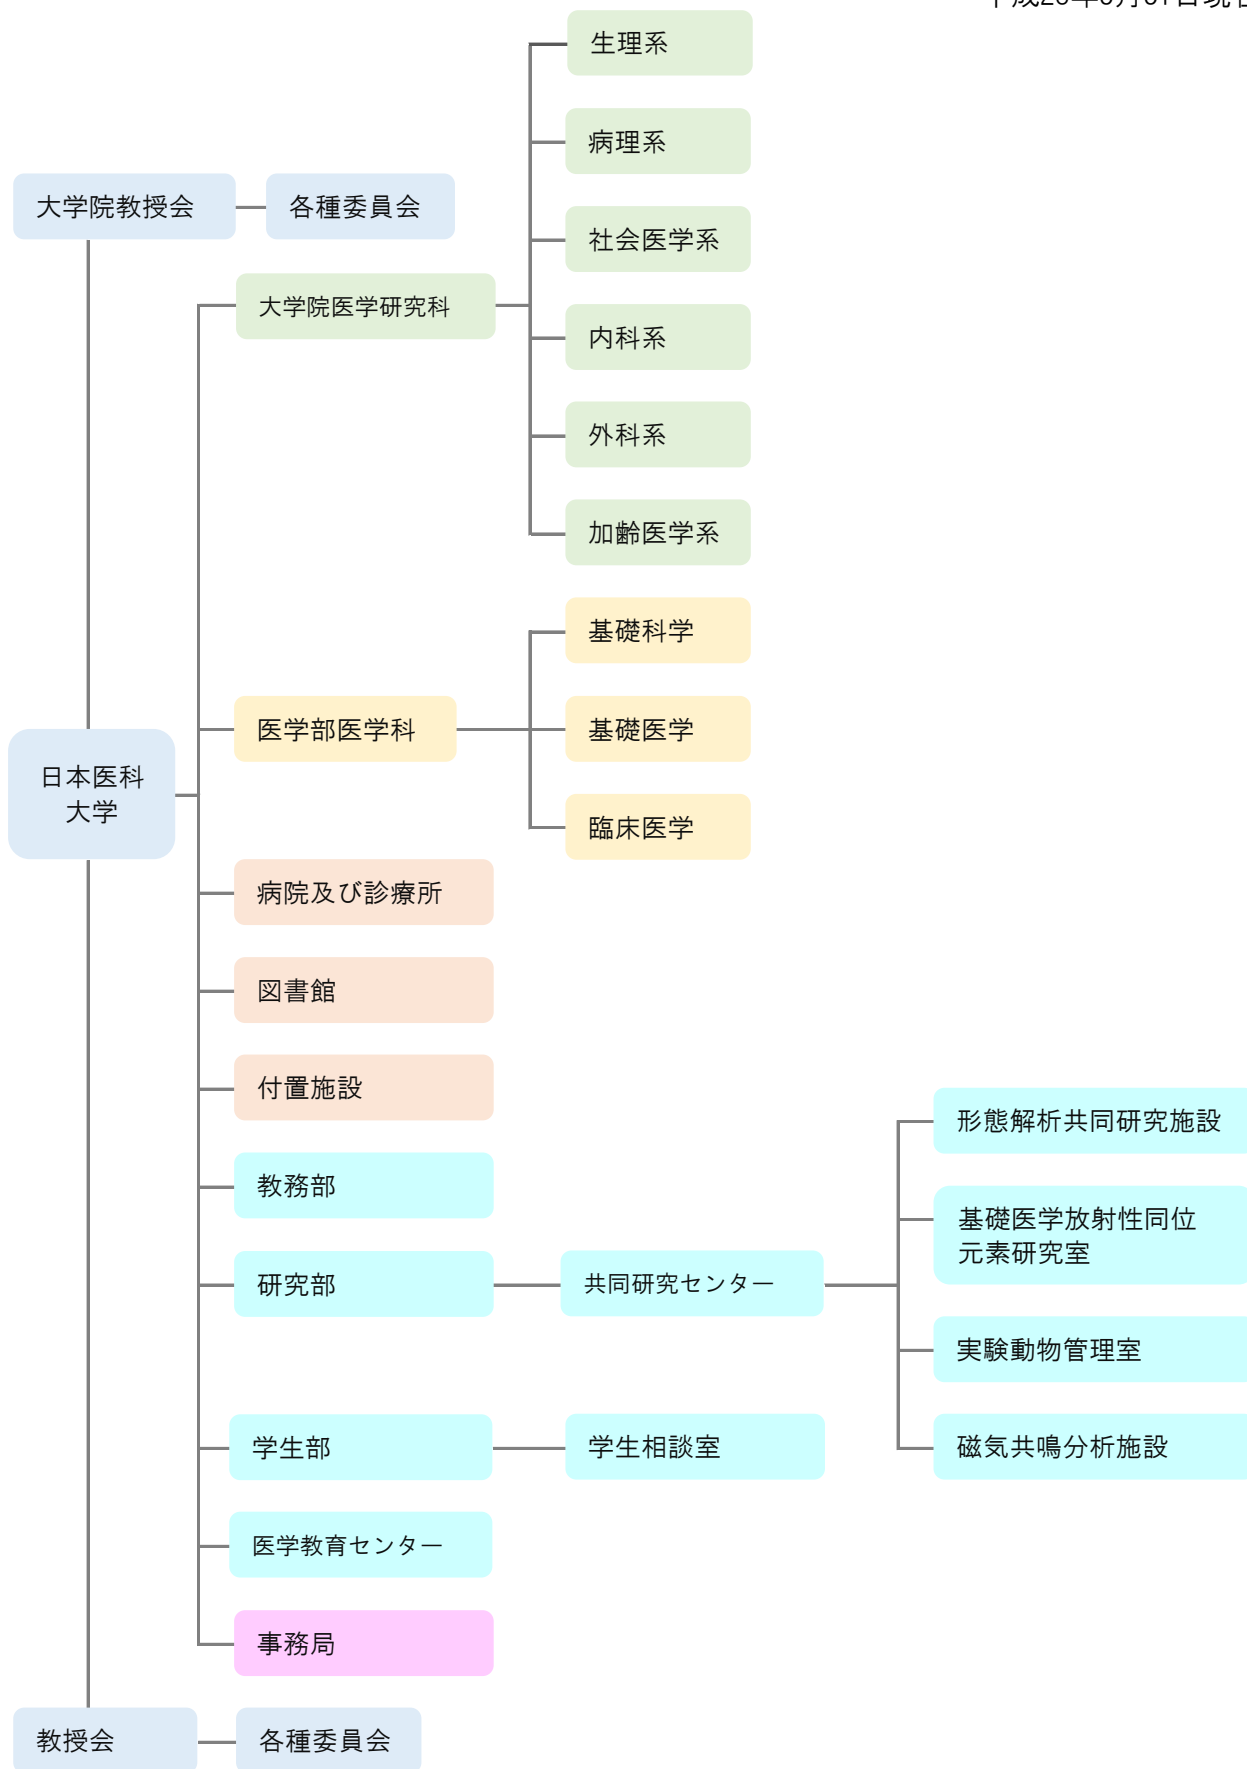 生理系
病理系
大学院教授会
各種委員会
社会医学系
大学院医学研究科
内科系
外科系
加齢医学系
基礎科学
医学部医学科
基礎医学
日本医科
大学
臨床医学
病院及び診療所
図書館
付置施設
形態解析共同研究施設
教務部
基礎医学放射性同位
元素研究室
研究部
共同研究センター
実験動物管理室
学生部
学生相談室
磁気共鳴分析施設
医学教育センター
事務局
教授会
各種委員会